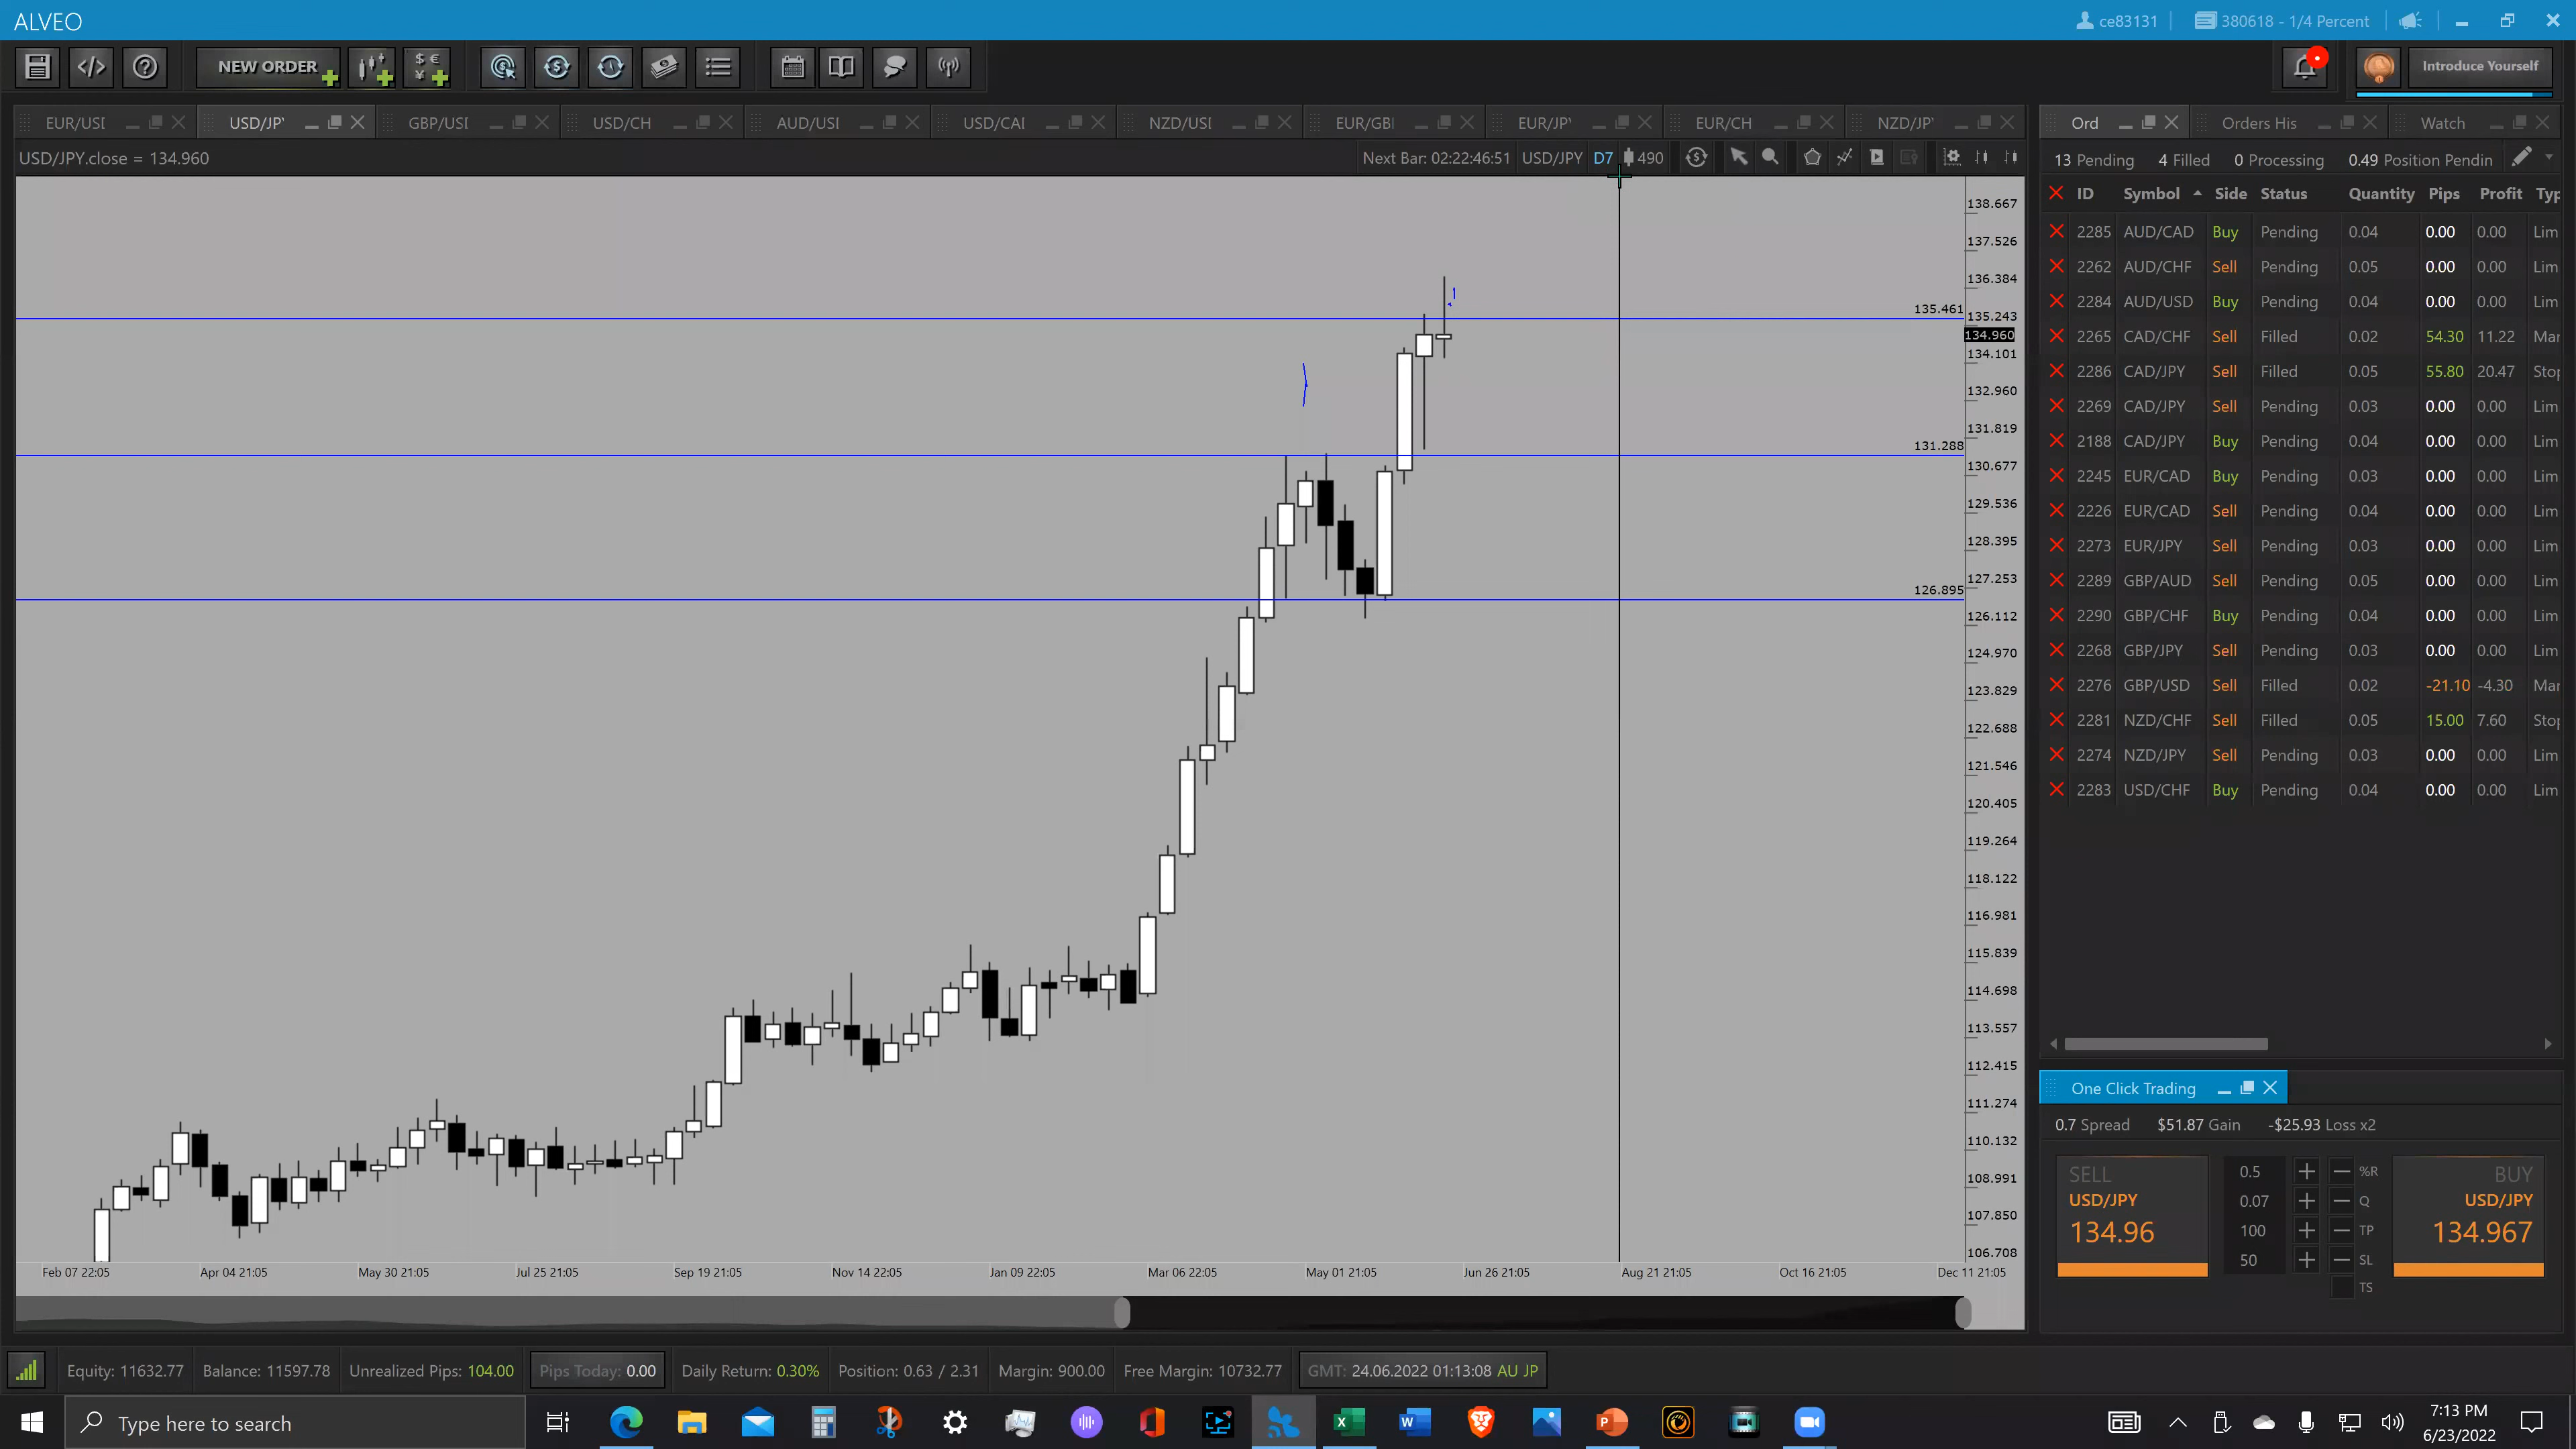 ALVEO
ce83131
380618 - 1/4 Percent
NEW ORDER
Introduce Yourself
EUR/USI
USD/JP'
GBP/USI
USD/CH
AUD/USI
USD/CAI
NZD/USI
EUR/GBI
EUR/JP'
EUR/CH
NZD/JP'
Ord
Orders His
Watch
USD/JPY.close = 134.960
Next Bar: 02:22:46:51
USD/JPY
D7
490
13 Pending 4 Filled 0 Processing 0.49 Position Pendin
ID Symbol Side Status Quantity Pips Profit Typ
2285 AUD/CAD Buy Pending 0.04 0.00 0.00 Lim
2262 AUD/CHF Sell Pending 0.05 0.00 0.00 Lim
2284 AUD/USD Buy Pending 0.04 0.00 0.00 Lim
2265 CAD/CHF Sell Filled 0.02 54.30 11.22 Mar
2286 CAD/JPY Sell Filled 0.05 55.80 20.47 Stop
2269 CAD/JPY Sell Pending 0.03 0.00 0.00 Lim
2188 CAD/JPY Buy Pending 0.04 0.00 0.00 Lim
2245 EUR/CAD Buy Pending 0.03 0.00 0.00 Lim
2226 EUR/CAD Sell Pending 0.04 0.00 0.00 Lim
2273 EUR/JPY Sell Pending 0.03 0.00 0.00 Lim
2289 GBP/AUD Sell Pending 0.05 0.00 0.00 Lim
2290 GBP/CHF Buy Pending 0.04 0.00 0.00 Lim
2268 GBP/JPY Sell Pending 0.03 0.00 0.00 Lim
2276 GBP/USD Sell Filled 0.02 -21.10 -4.30 Mar
2281 NZD/CHF Sell Filled 0.05 15.00 7.60 Stop
2274 NZD/JPY Sell Pending 0.03 0.00 0.00 Lim
2283 USD/CHF Buy Pending 0.04 0.00 0.00 Lim
138.667
137.526
136.384
135.461
135.243
134.960
134.101
132.960
131.819
131.288
130.677
129.536
128.395
127.253
126.895
126.112
124.970
123.829
122.688
121.546
120.405
119.264
118.122
116.981
115.839
114.698
113.557
112.415
111.274
110.132
108.991
107.850
106.708
Feb 07 22:05
Apr 04 21:05
May 30 21:05
Jul 25 21:05
Sep 19 21:05
Nov 14 22:05
Jan 09 22:05
Mar 06 22:05
May 01 21:05
Jun 26 21:05
Aug 21 21:05
Oct 16 21:05
Dec 11 21:05
One Click Trading
0.7 Spread $51.87 Gain -$25.93 Loss x2
SELL
USD/JPY
134.96
0.5 + − %R
0.07 + − Q
100 + − TP
50 + − SL
TS
BUY
USD/JPY
134.967
Equity: 11632.77
Balance: 11597.78
Unrealized Pips: 104.00
Pips Today: 0.00
Daily Return: 0.30%
Position: 0.63 / 2.31
Margin: 900.00
Free Margin: 10732.77
GMT: 24.06.2022 01:13:08 AU JP
Type here to search
7:13 PM
6/23/2022